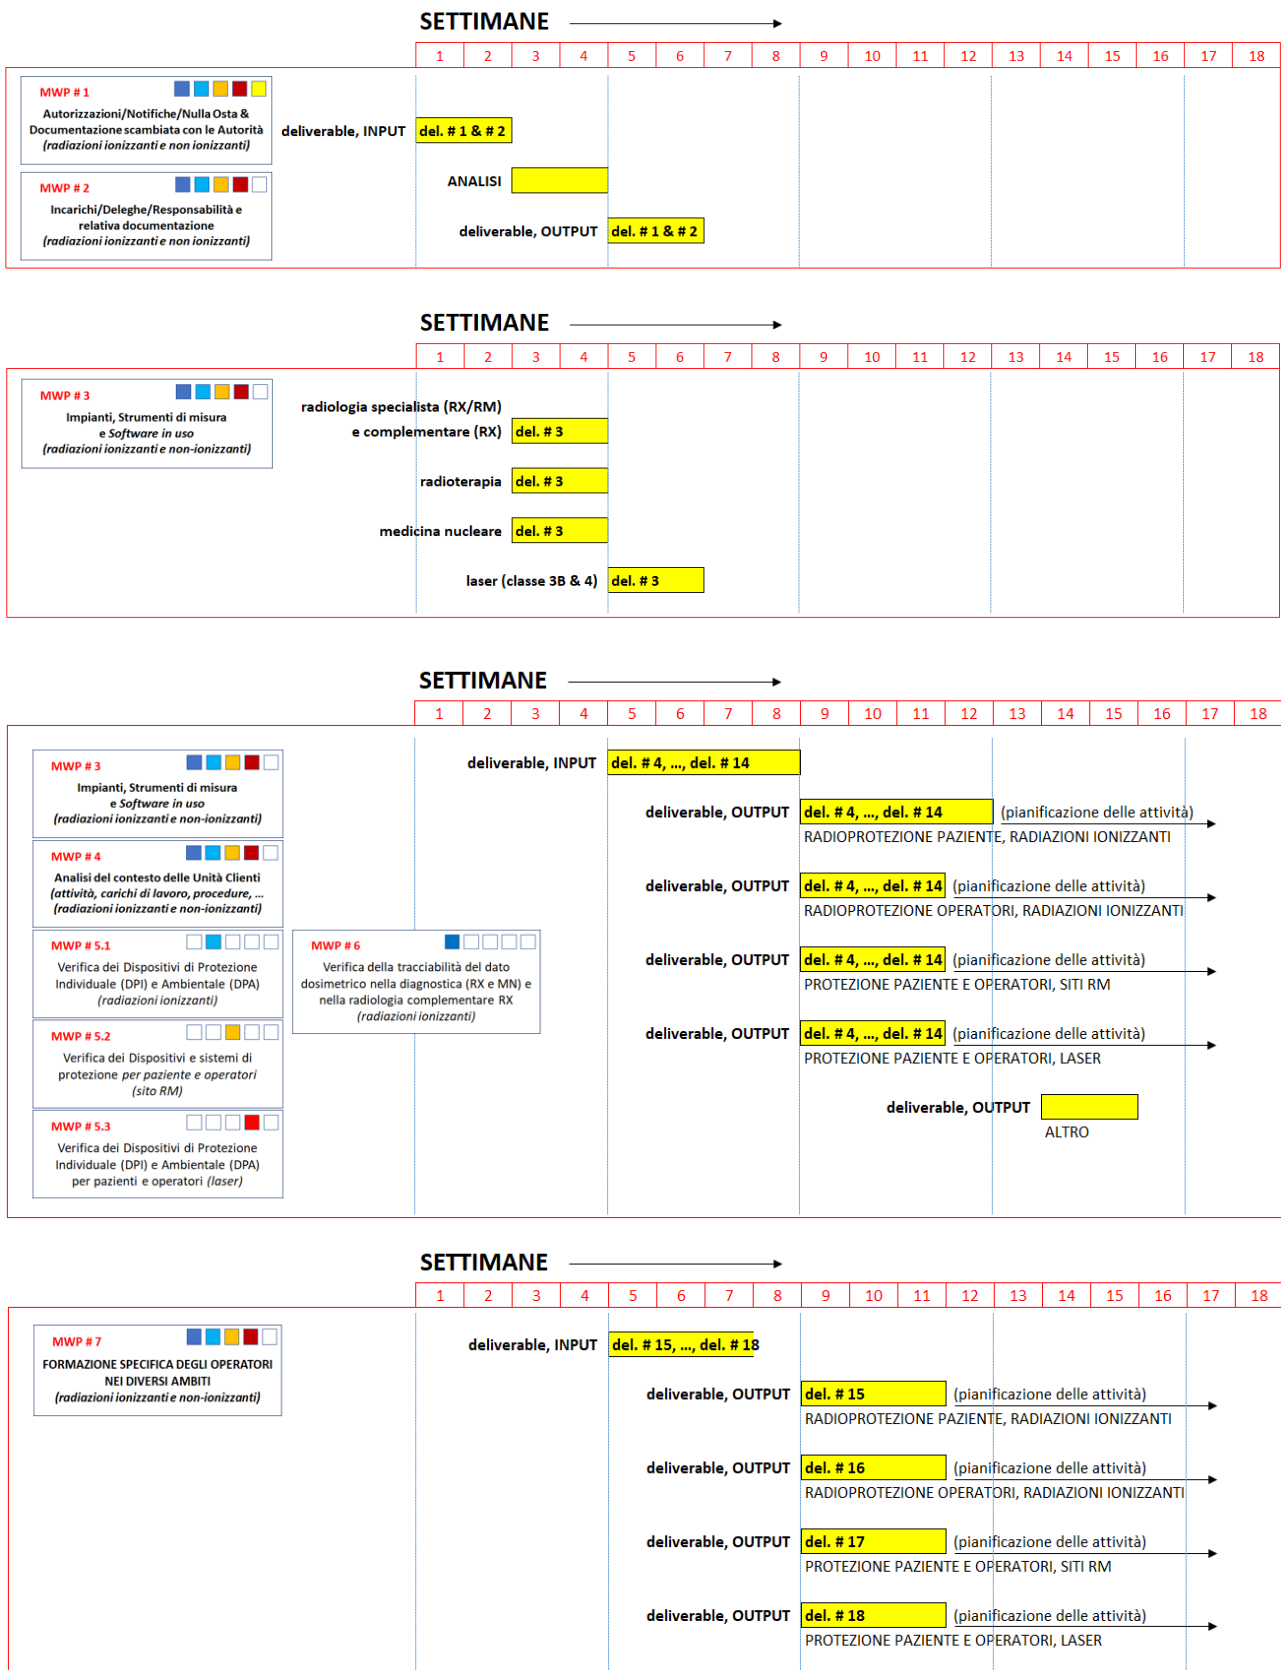 SETTIMANE
1 2 3 4 5 6 7 8 9 10 11 12 13 14 15 16 17 18
MWP # 1
Autorizzazioni/Notifiche/Nulla Osta &
Documentazione scambiata con le Autorità
(radiazioni ionizzanti e non ionizzanti)
deliverable, INPUT
del. # 1 & # 2
MWP # 2
Incarichi/Deleghe/Responsabilità e
relativa documentazione
(radiazioni ionizzanti e non ionizzanti)
ANALISI
deliverable, OUTPUT
del. # 1 & # 2
SETTIMANE
1 2 3 4 5 6 7 8 9 10 11 12 13 14 15 16 17 18
MWP # 3
Impianti, Strumenti di misura
e Software in uso
(radiazioni ionizzanti e non-ionizzanti)
radiologia specialista (RX/RM)
e complementare (RX)
del. # 3
radioterapia
del. # 3
medicina nucleare
del. # 3
laser (classe 3B & 4)
del. # 3
SETTIMANE
1 2 3 4 5 6 7 8 9 10 11 12 13 14 15 16 17 18
MWP # 3
Impianti, Strumenti di misura
e Software in uso
(radiazioni ionizzanti e non-ionizzanti)
MWP # 4
Analisi del contesto delle Unità Clienti
(attività, carichi di lavoro, procedure, ...
(radiazioni ionizzanti e non-ionizzanti)
MWP # 5.1
Verifica dei Dispositivi di Protezione
Individuale (DPI) e Ambientale (DPA)
(radiazioni ionizzanti)
MWP # 5.2
Verifica dei Dispositivi e sistemi di
protezione per paziente e operatori
(sito RM)
MWP # 5.3
Verifica dei Dispositivi di Protezione
Individuale (DPI) e Ambientale (DPA)
per pazienti e operatori (laser)
MWP # 6
Verifica della tracciabilità del dato
dosimetrico nella diagnostica (RX e MN) e
nella radiologia complementare RX
(radiazioni ionizzanti)
deliverable, INPUT
del. # 4, ..., del. # 14
deliverable, OUTPUT
del. # 4, ..., del. # 14
(pianificazione delle attività)
RADIOPROTEZIONE PAZIENTE, RADIAZIONI IONIZZANTI
deliverable, OUTPUT
del. # 4, ..., del. # 14
(pianificazione delle attività)
RADIOPROTEZIONE OPERATORI, RADIAZIONI IONIZZANTI
deliverable, OUTPUT
del. # 4, ..., del. # 14
(pianificazione delle attività)
PROTEZIONE PAZIENTE E OPERATORI, SITI RM
deliverable, OUTPUT
del. # 4, ..., del. # 14
(pianificazione delle attività)
PROTEZIONE PAZIENTE E OPERATORI, LASER
deliverable, OUTPUT
ALTRO
SETTIMANE
1 2 3 4 5 6 7 8 9 10 11 12 13 14 15 16 17 18
MWP # 7
FORMAZIONE SPECIFICA DEGLI OPERATORI
NEI DIVERSI AMBITI
(radiazioni ionizzanti e non-ionizzanti)
deliverable, INPUT
del. # 15, ..., del. # 18
deliverable, OUTPUT
del. # 15
(pianificazione delle attività)
RADIOPROTEZIONE PAZIENTE, RADIAZIONI IONIZZANTI
deliverable, OUTPUT
del. # 16
(pianificazione delle attività)
RADIOPROTEZIONE OPERATORI, RADIAZIONI IONIZZANTI
deliverable, OUTPUT
del. # 17
(pianificazione delle attività)
PROTEZIONE PAZIENTE E OPERATORI, SITI RM
deliverable, OUTPUT
del. # 18
(pianificazione delle attività)
PROTEZIONE PAZIENTE E OPERATORI, LASER